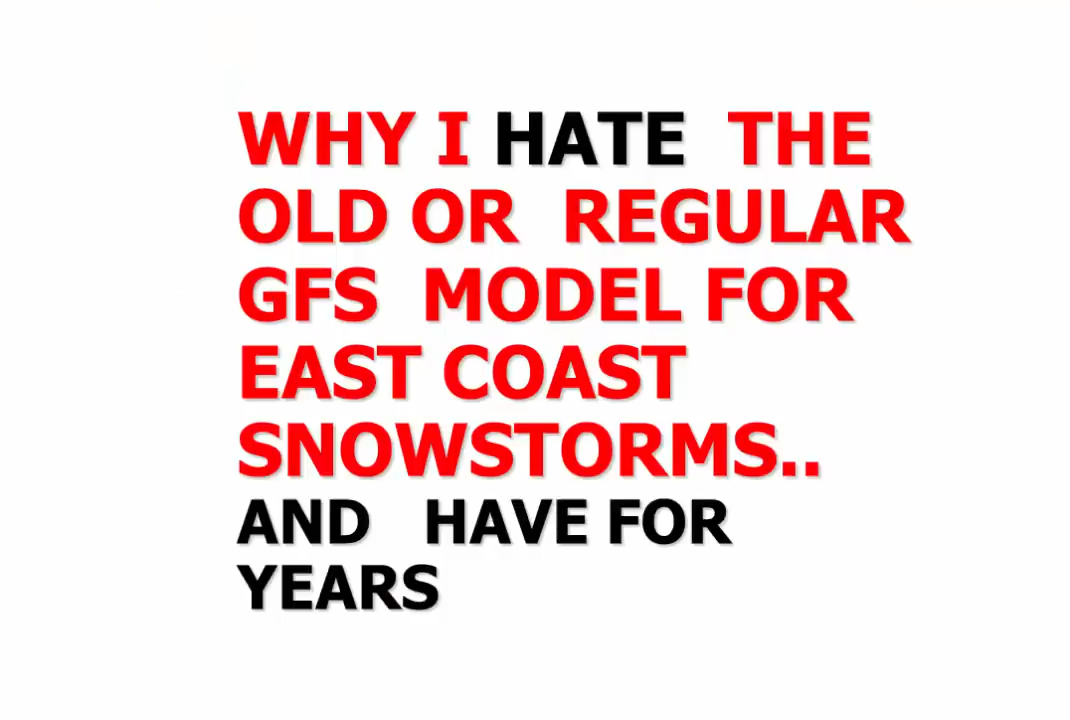 WHY I HATE THE
OLD OR REGULAR
GFS MODEL FOR
EAST COAST
SNOWSTORMS..
AND HAVE FOR
YEARS